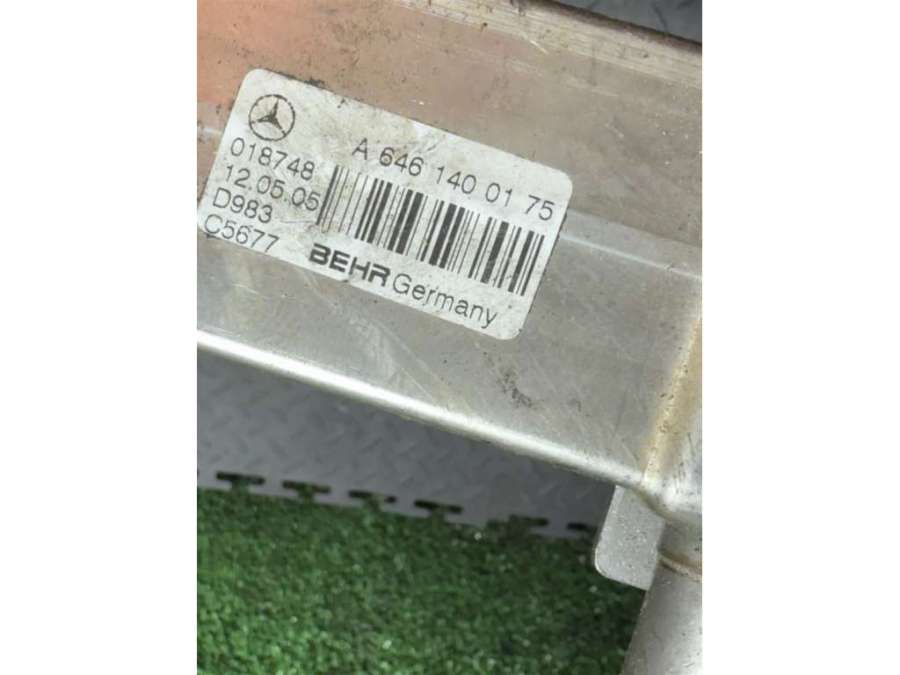 A 646 140 01 75
018748
12.05.05
D983
C5677
BEHR Germany